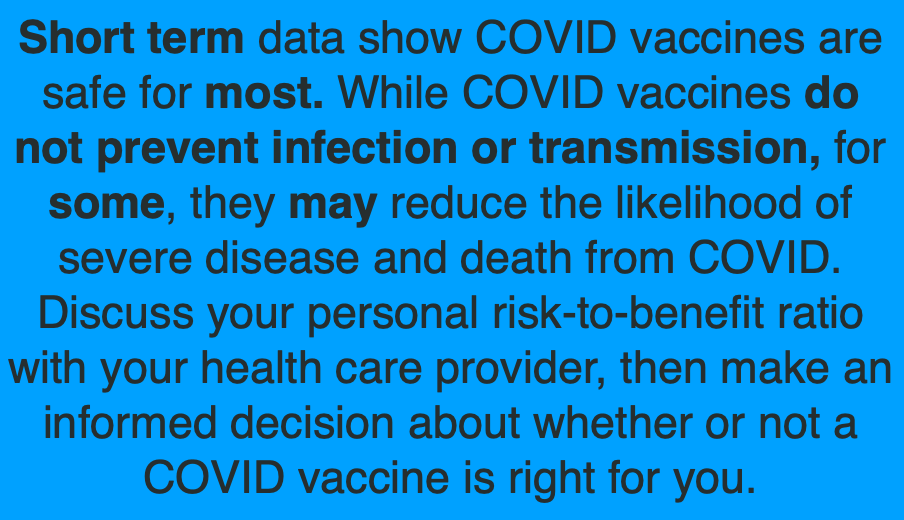 Short term data show COVID vaccines are
safe for most. While COVID vaccines do
not prevent infection or transmission, for
some, they may reduce the likelihood of
severe disease and death from COVID.
Discuss your personal risk-to-benefit ratio
with your health care provider, then make an
informed decision about whether or not a
COVID vaccine is right for you.